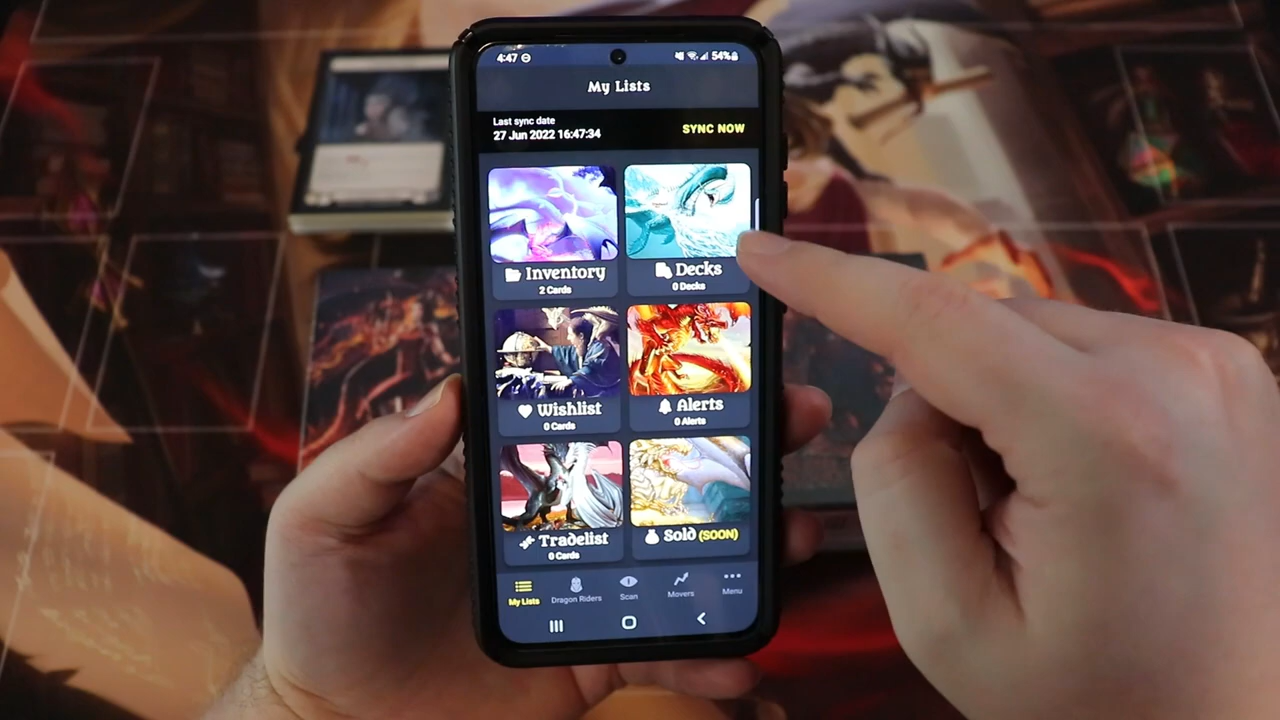 4:47
54%
My Lists
Last sync date
27 Jun 2022 16:47:34
SYNC NOW
Inventory
2 Cards
Decks
0 Decks
Wishlist
0 Cards
Alerts
0 Alerts
Tradelist
0 Cards
Sold (SOON)
My Lists
Dragon Riders
Scan
Movers
Menu